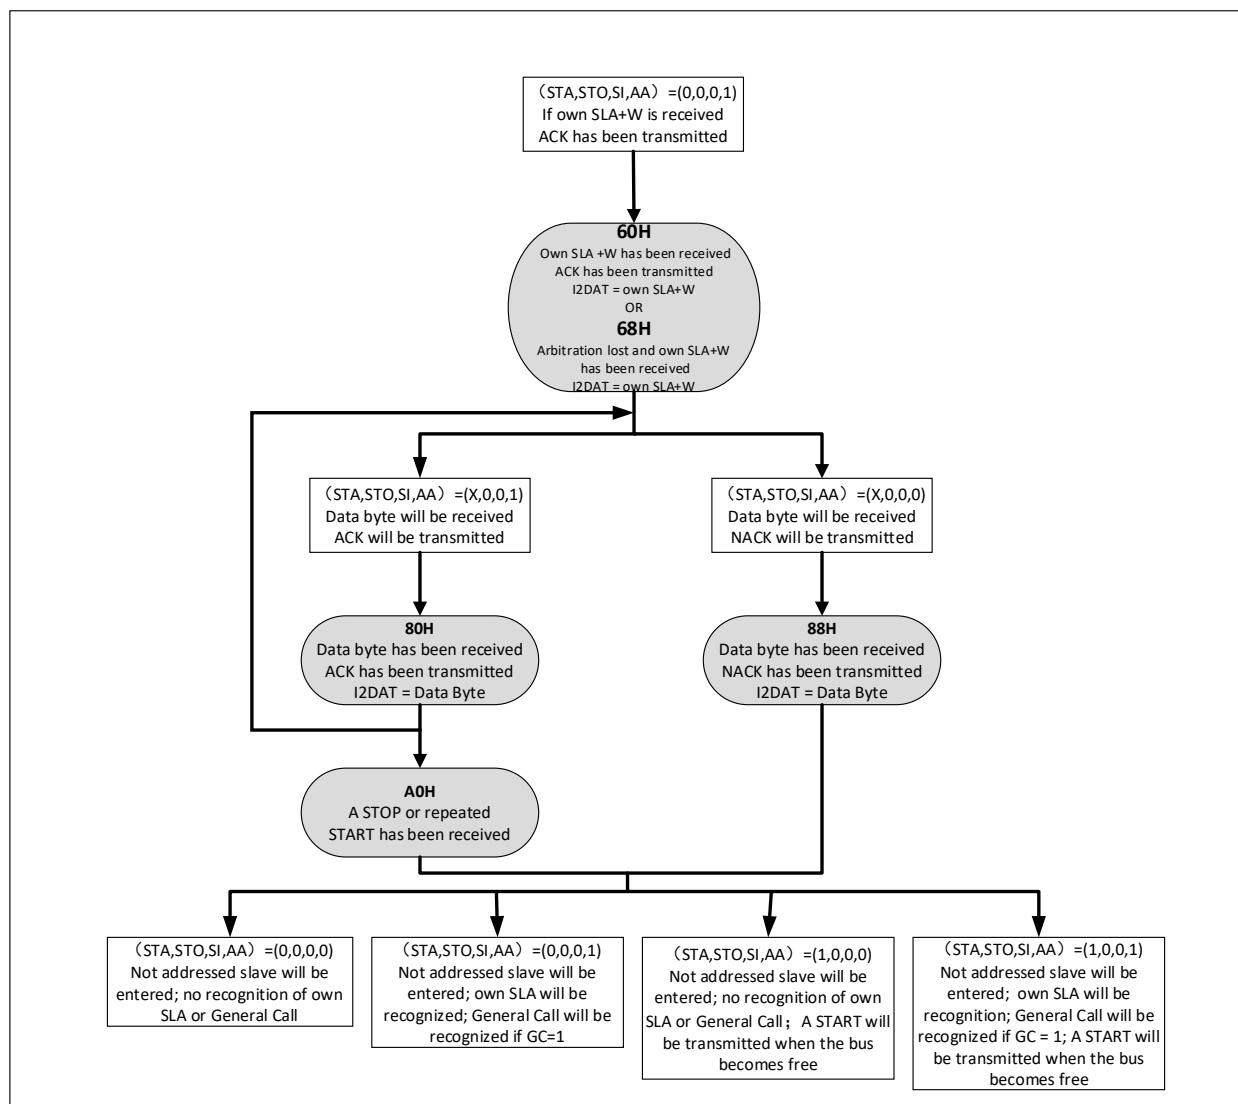 （STA,STO,SI,AA）=(0,0,0,1)
If own SLA+W is received
ACK has been transmitted
60H
Own SLA +W has been received
ACK has been transmitted
I2DAT = own SLA+W
OR
68H
Arbitration lost and own SLA+W
has been received
I2DAT = own SLA+W
（STA,STO,SI,AA）=(X,0,0,1)
Data byte will be received
ACK will be transmitted
（STA,STO,SI,AA）=(X,0,0,0)
Data byte will be received
NACK will be transmitted
80H
Data byte has been received
ACK has been transmitted
I2DAT = Data Byte
88H
Data byte has been received
NACK has been transmitted
I2DAT = Data Byte
A0H
A STOP or repeated
START has been received
（STA,STO,SI,AA）=(0,0,0,0)
Not addressed slave will be
entered; no recognition of own
SLA or General Call
（STA,STO,SI,AA）=(0,0,0,1)
Not addressed slave will be
entered; own SLA will be
recognized; General Call will be
recognized if GC=1
（STA,STO,SI,AA）=(1,0,0,0)
Not addressed slave will be
entered; no recognition of own
SLA or General Call；A START will
be transmitted when the bus
becomes free
（STA,STO,SI,AA）=(1,0,0,1)
Not addressed slave will be
entered; own SLA will be
recognition; General Call will be
recognized if GC = 1; A START will
be transmitted when the bus
becomes free